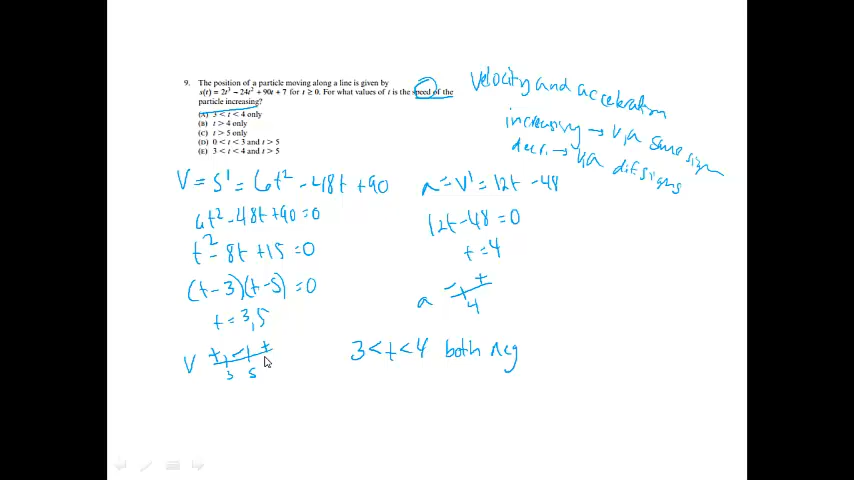 9. The position of a particle moving along a line is given by
s(t) = 2t³ − 24t² + 90t + 7 for t ≥ 0. For what values of t is the speed of the
particle increasing?
(A) 3 < t < 4 only
(B) t > 4 only
(C) t > 5 only
(D) 0 < t < 3 and t > 5
(E) 3 < t < 4 and t > 5
Velocity and acceleration
increasing → v,a same sign
decr. → v,a dif signs
V = S' = 6t² - 48t + 90
6t² - 48t + 90 = 0
t² - 8t + 15 = 0
(t - 3)(t - 5) = 0
t = 3,5
V + - +
3 5
a = v' = 12t - 48
12t - 48 = 0
t = 4
a - +
4
3 < t < 4 both neg